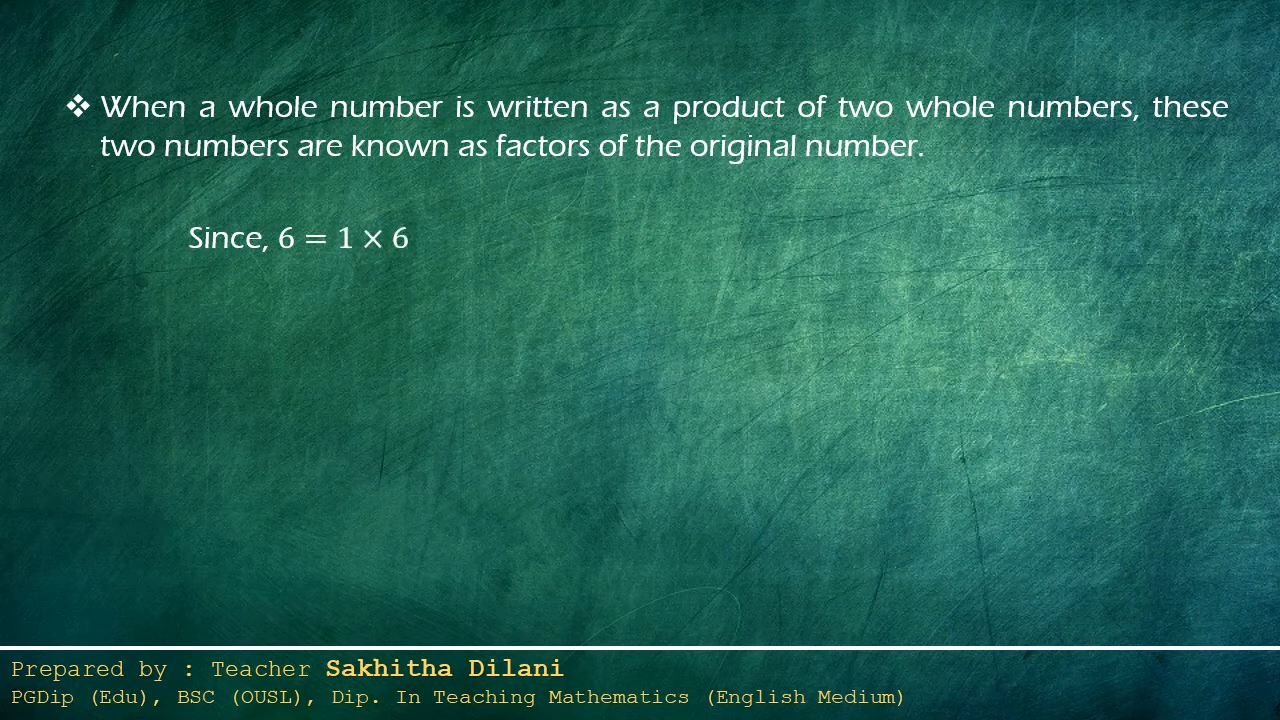 ❖ When a whole number is written as a product of two whole numbers, these
two numbers are known as factors of the original number.
Since, 6 = 1 × 6
Prepared by : Teacher Sakhitha Dilani
PGDip (Edu), BSC (OUSL), Dip. In Teaching Mathematics (English Medium)